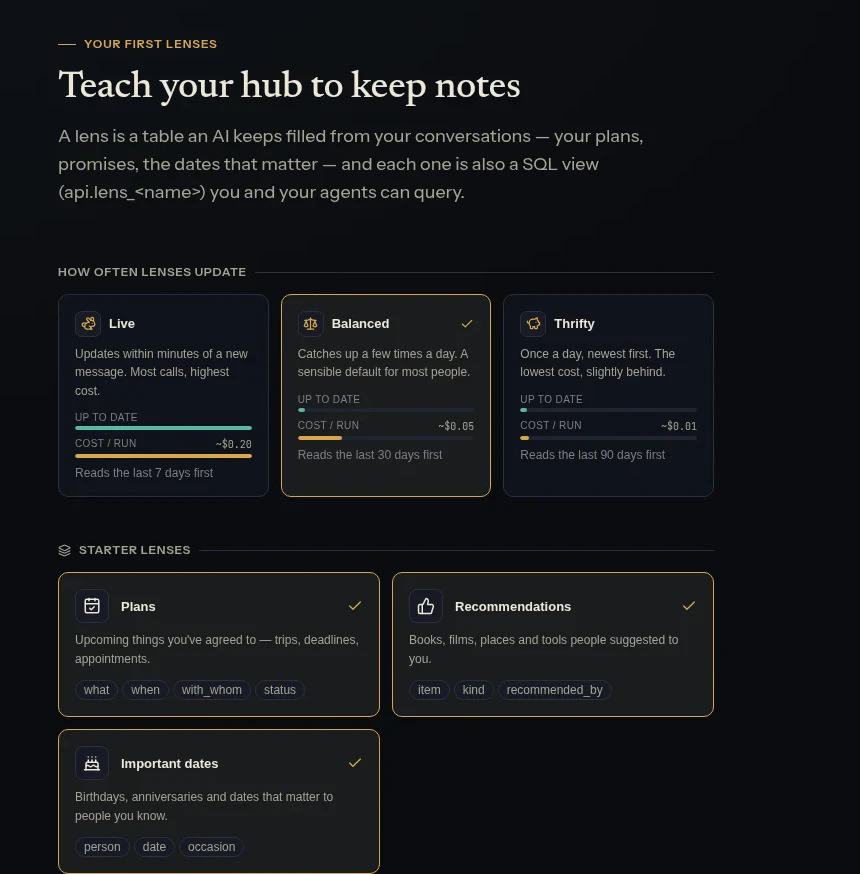 YOUR FIRST LENSES
Teach your hub to keep notes
A lens is a table an AI keeps filled from your conversations — your plans,
promises, the dates that matter — and each one is also a SQL view
(api.lens_<name>) you and your agents can query.
HOW OFTEN LENSES UPDATE
Live
Updates within minutes of a new
message. Most calls, highest
cost.
UP TO DATE
COST / RUN ~$0.20
Reads the last 7 days first
Balanced
Catches up a few times a day. A
sensible default for most people.
UP TO DATE
COST / RUN ~$0.05
Reads the last 30 days first
Thrifty
Once a day, newest first. The
lowest cost, slightly behind.
UP TO DATE
COST / RUN ~$0.01
Reads the last 90 days first
STARTER LENSES
Plans
Upcoming things you've agreed to — trips, deadlines,
appointments.
what when with_whom status
Recommendations
Books, films, places and tools people suggested to
you.
item kind recommended_by
Important dates
Birthdays, anniversaries and dates that matter to
people you know.
person date occasion